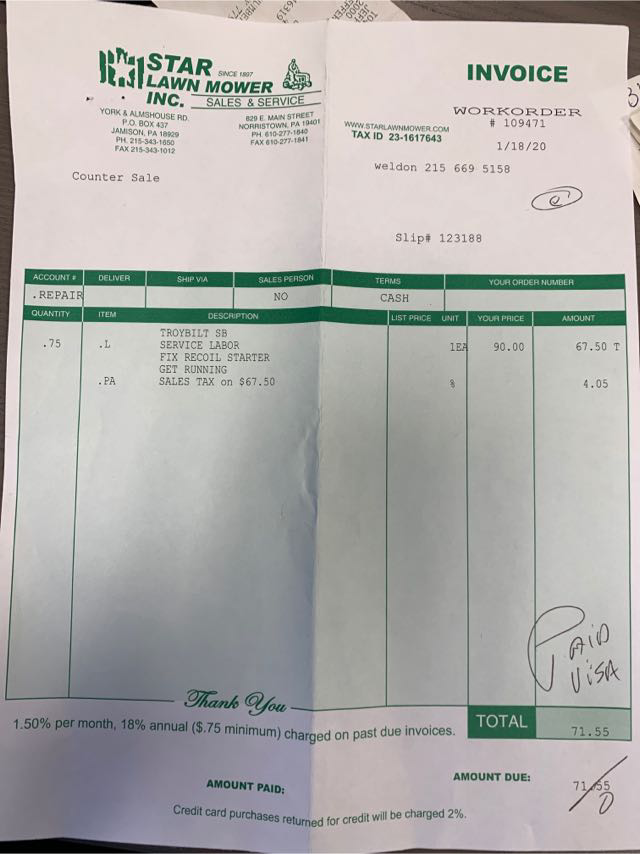 STAR
SINCE 1897
LAWN MOWER
INC.
SALES & SERVICE
YORK & ALMSHOUSE RD.
P.O. BOX 437
JAMISON, PA 18929
PH. 215-343-1650
FAX 215-343-1012
829 E. MAIN STREET
NORRISTOWN, PA 19401
PH. 610-277-1840
FAX 610-277-1841
INVOICE
WORKORDER
# 109471
WWW.STARLAWNMOWER.COM
TAX ID 23-1617643
1/18/20
Counter Sale
weldon 215 669 5158
Slip# 123188
ACCOUNT # DELIVER SHIP VIA SALES PERSON TERMS YOUR ORDER NUMBER
.REPAIR NO CASH
QUANTITY ITEM DESCRIPTION LIST PRICE UNIT YOUR PRICE AMOUNT
TROYBILT SB
.75 .L SERVICE LABOR 1EA 90.00 67.50 T
FIX RECOIL STARTER
GET RUNNING
.PA SALES TAX on $67.50 % 4.05
PAID
VISA
Thank You
1.50% per month, 18% annual ($.75 minimum) charged on past due invoices.
TOTAL 71.55
AMOUNT PAID:
AMOUNT DUE: 71.55
0
Credit card purchases returned for credit will be charged 2%.